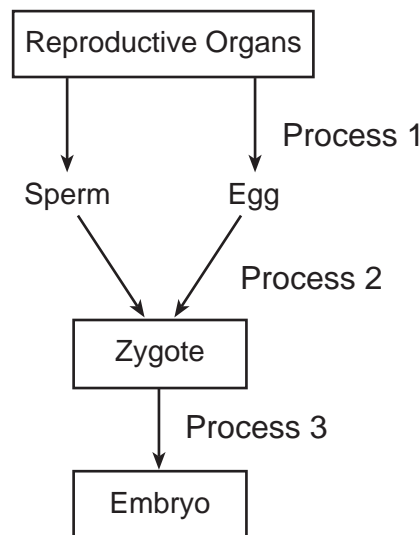 Reproductive Organs
Process 1
Sperm
Egg
Process 2
Zygote
Process 3
Embryo